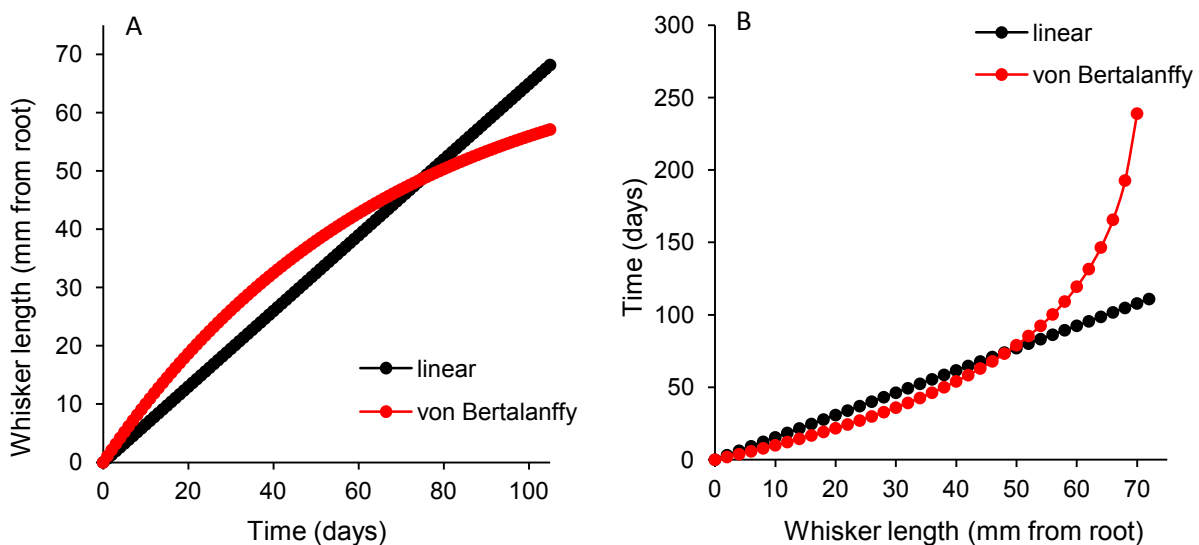 A
Whisker length (mm from root)
70
60
50
40
30
20
10
0
linear
von Bertalanffy
0 20 40 60 80 100
Time (days)
B
Time (days)
300
250
200
150
100
50
0
linear
von Bertalanffy
0 10 20 30 40 50 60 70
Whisker length (mm from root)